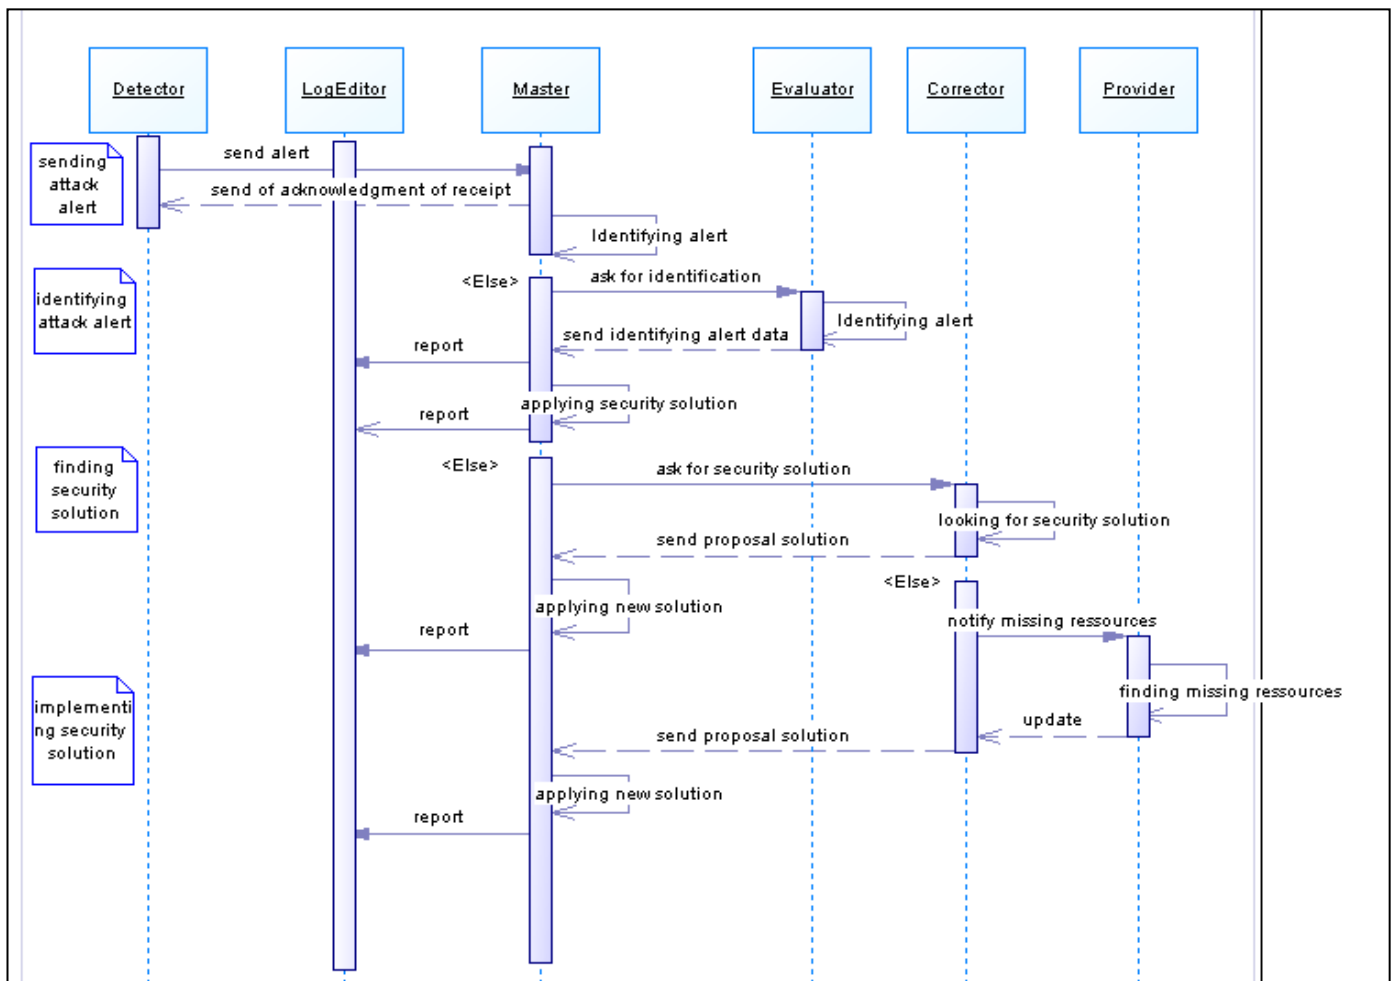 Detector
LogEditor
Master
Evaluator
Corrector
Provider
sending
attack
alert
send alert
send of acknowledgment of receipt
Identifying alert
identifying
attack alert
<Else>
ask for identification
Identifying alert
send identifying alert data
report
applying security solution
report
finding
security
solution
<Else>
ask for security solution
looking for security solution
send proposal solution
<Else>
applying new solution
notify missing ressources
report
implementi
ng security
solution
finding missing ressources
update
send proposal solution
applying new solution
report